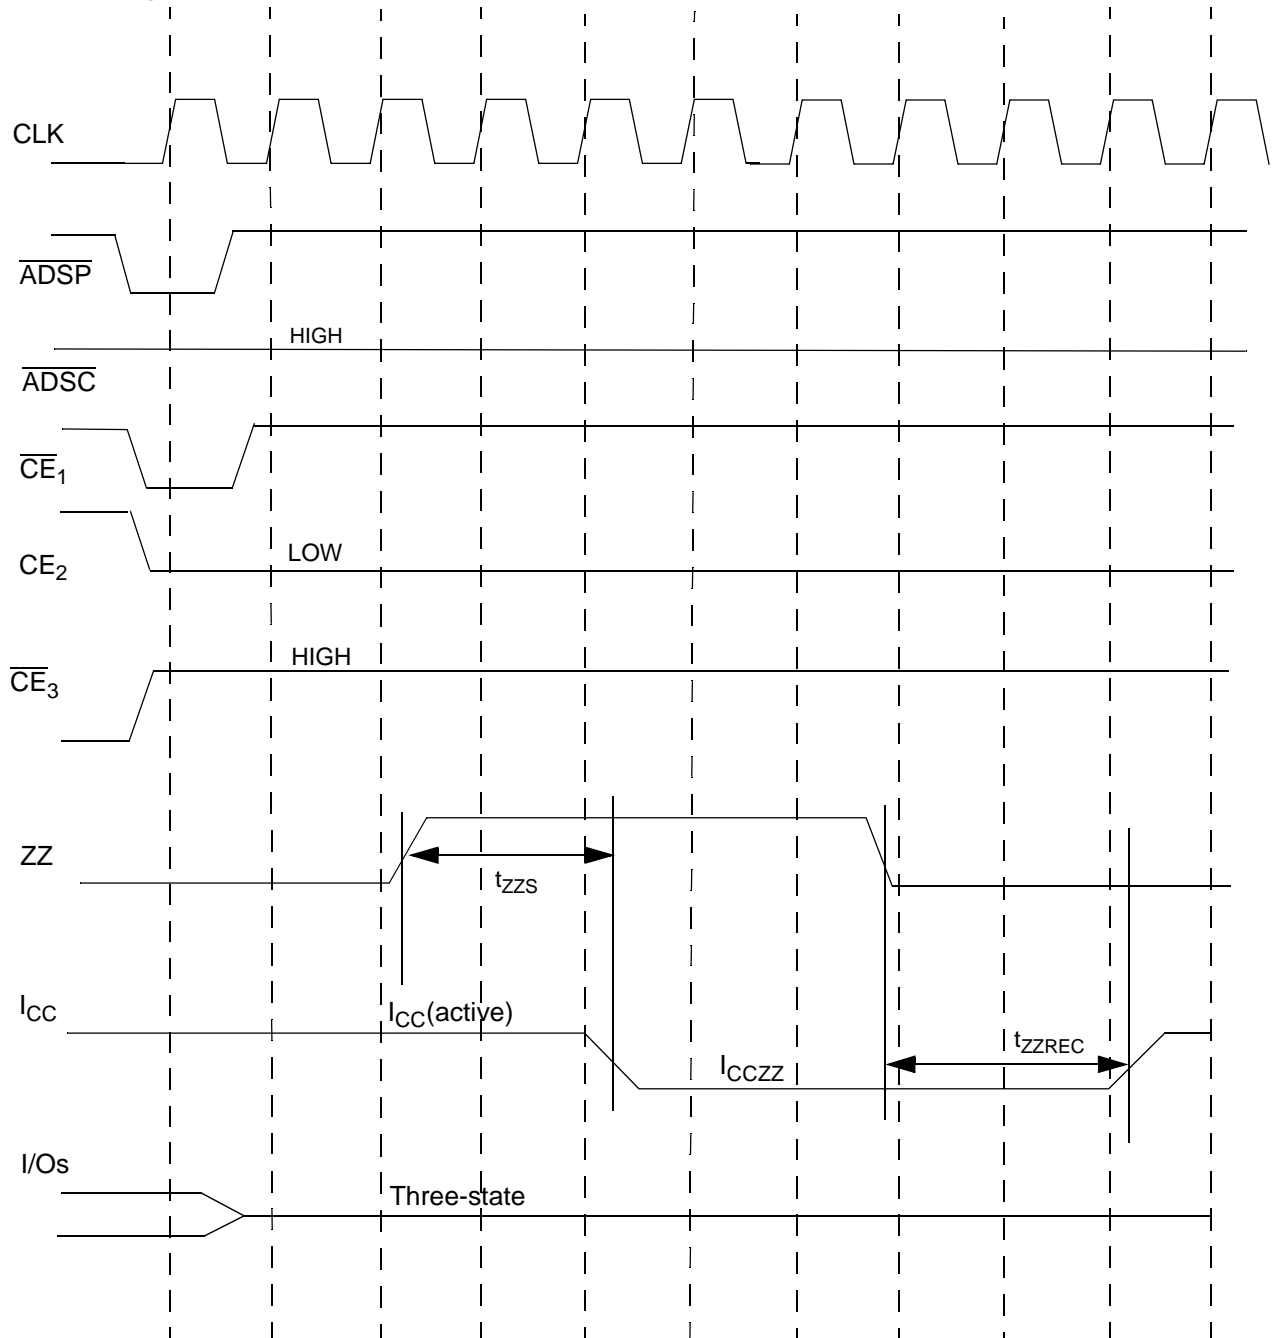 CLK
ADSP
HIGH
ADSC
CE1
LOW
CE2
HIGH
CE3
ZZ
tZZS
ICC
ICC(active)
tZZREC
ICCZZ
I/Os
Three-state